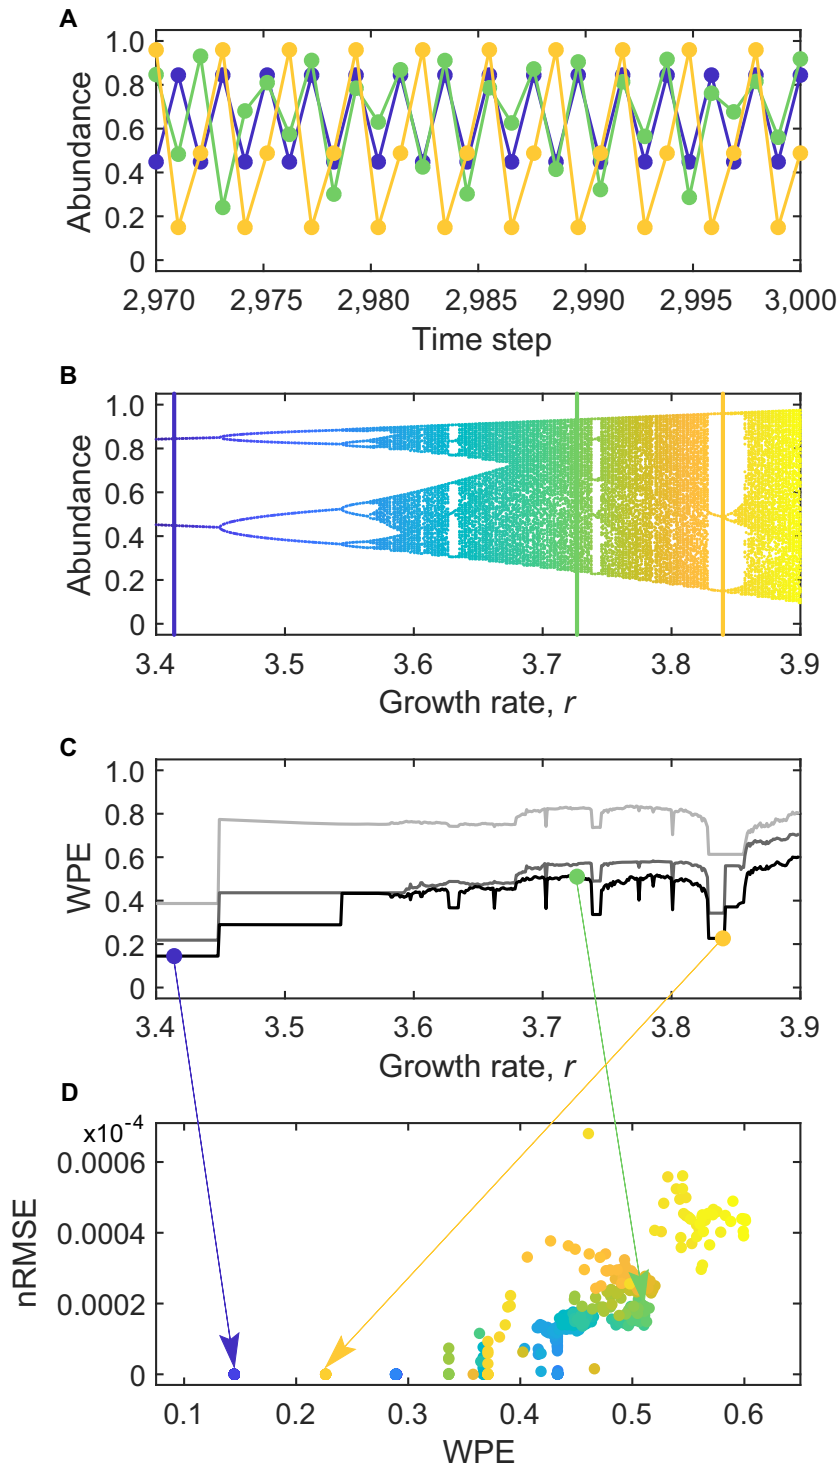 A
1.0
0.8
0.6
0.4
0.2
0
Abundance
2,970 2,975 2,980 2,985 2,990 2,995 3,000
Time step
B
1.0
0.8
0.6
0.4
0.2
0
Abundance
3.4 3.5 3.6 3.7 3.8 3.9
Growth rate, r
C
1.0
0.8
0.6
0.4
0.2
0
WPE
3.4 3.5 3.6 3.7 3.8 3.9
Growth rate, r
D
x10-4
0.0006
0.0004
0.0002
0
nRMSE
0.1 0.2 0.3 0.4 0.5 0.6
WPE